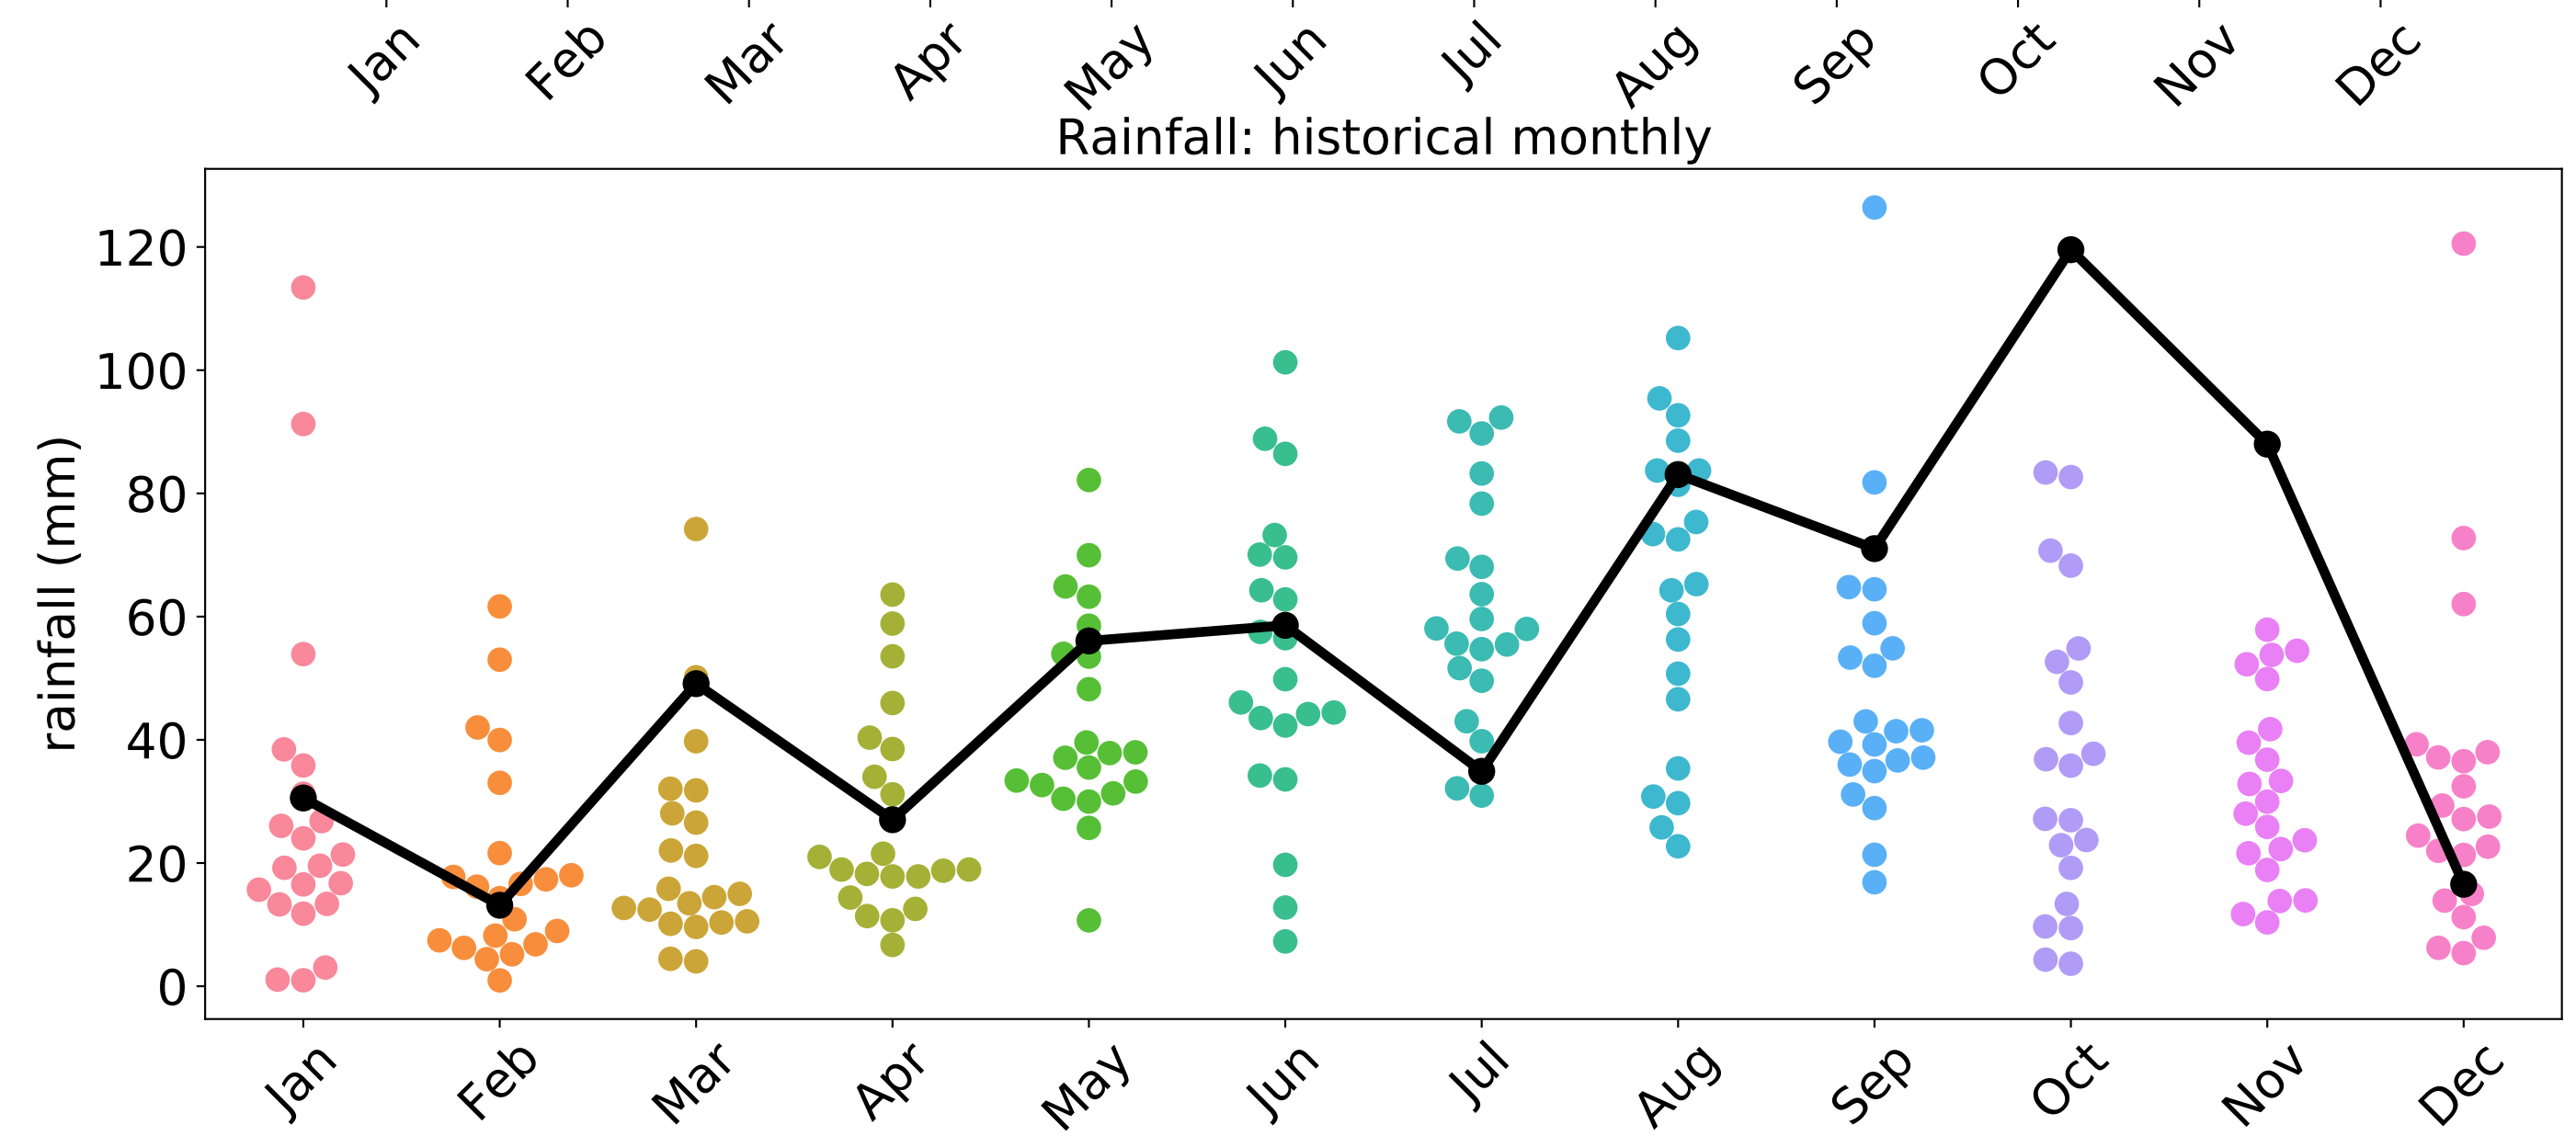 Jan Feb Mar Apr May Jun Jul Aug Sep Oct Nov Dec
Rainfall: historical monthly
rainfall (mm)
120
100
80
60
40
20
0
Jan Feb Mar Apr May Jun Jul Aug Sep Oct Nov Dec